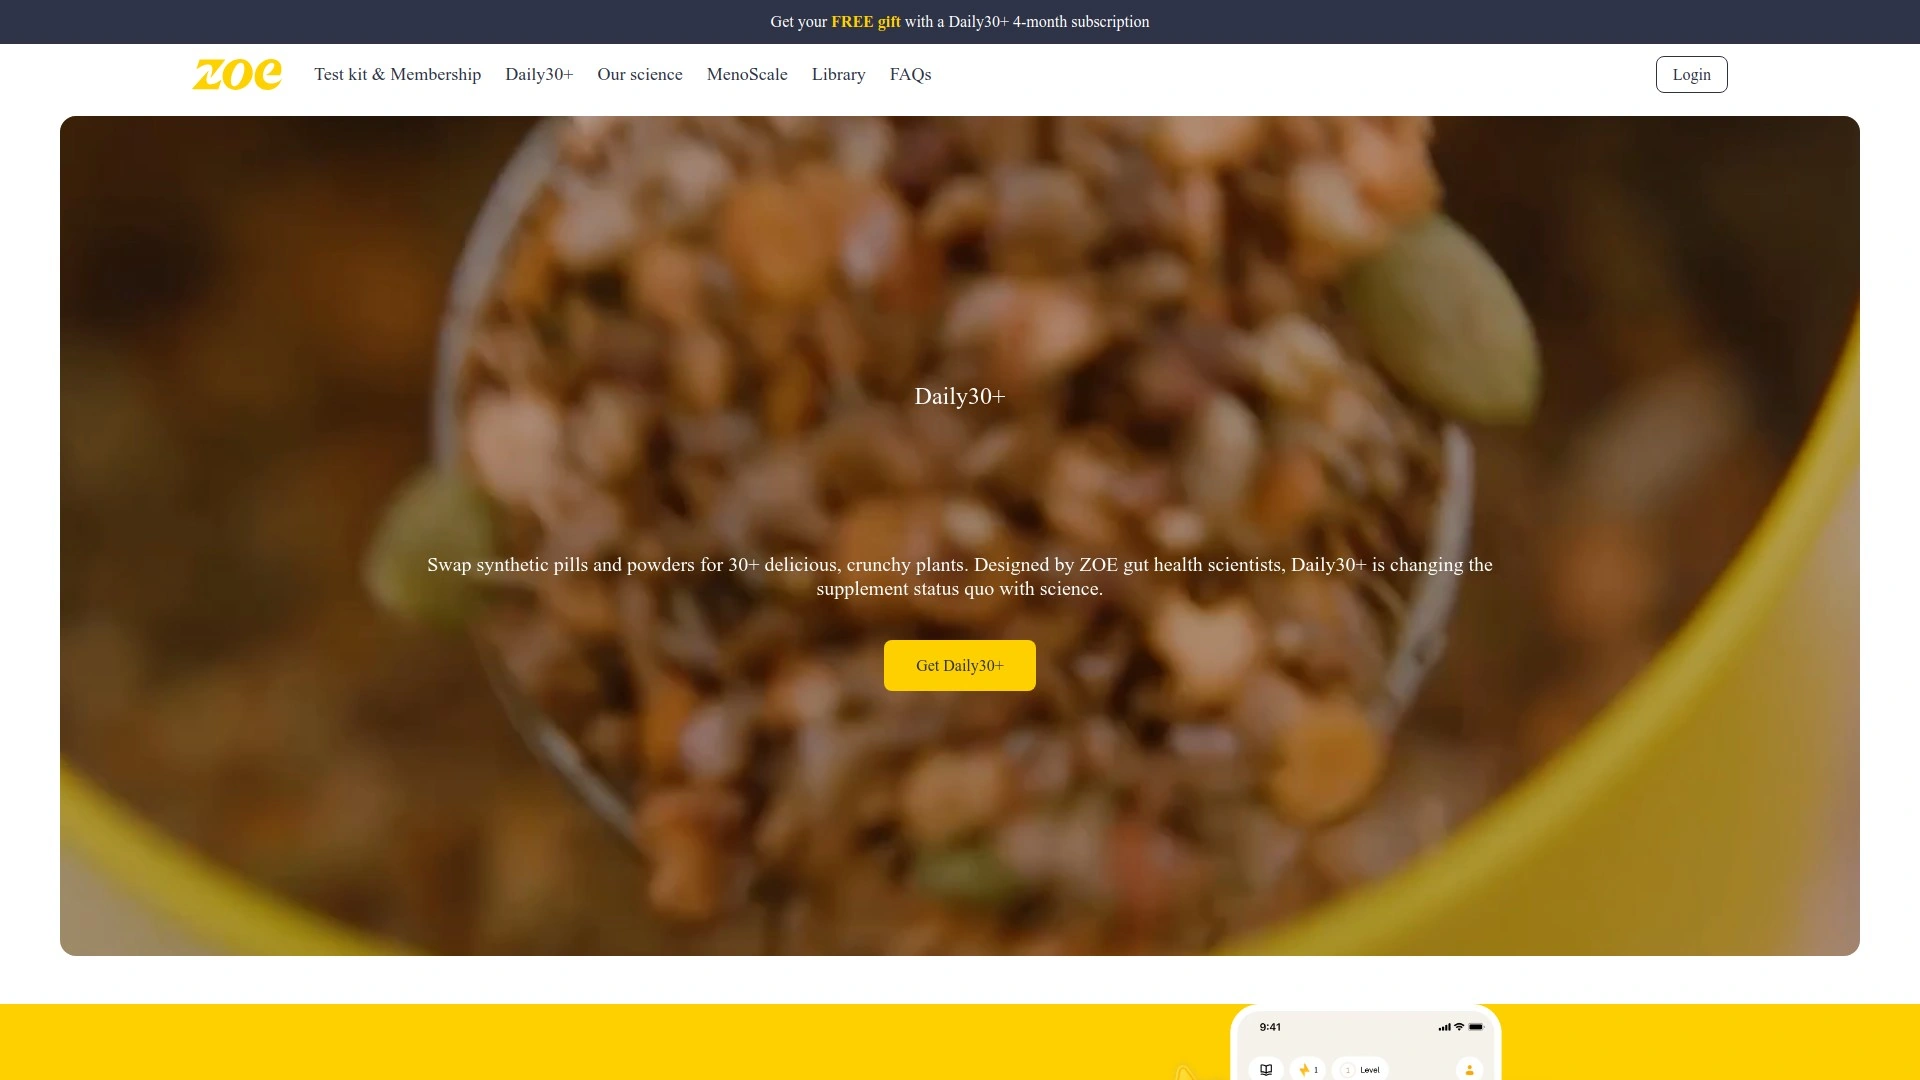 Get your FREE gift with a Daily30+ 4-month subscription
ZOE
Test kit & Membership
Daily30+
Our science
MenoScale
Library
FAQs
Login
Daily30+
Swap synthetic pills and powders for 30+ delicious, crunchy plants. Designed by ZOE gut health scientists, Daily30+ is changing the
supplement status quo with science.
Get Daily30+
9:41
1
1 Level